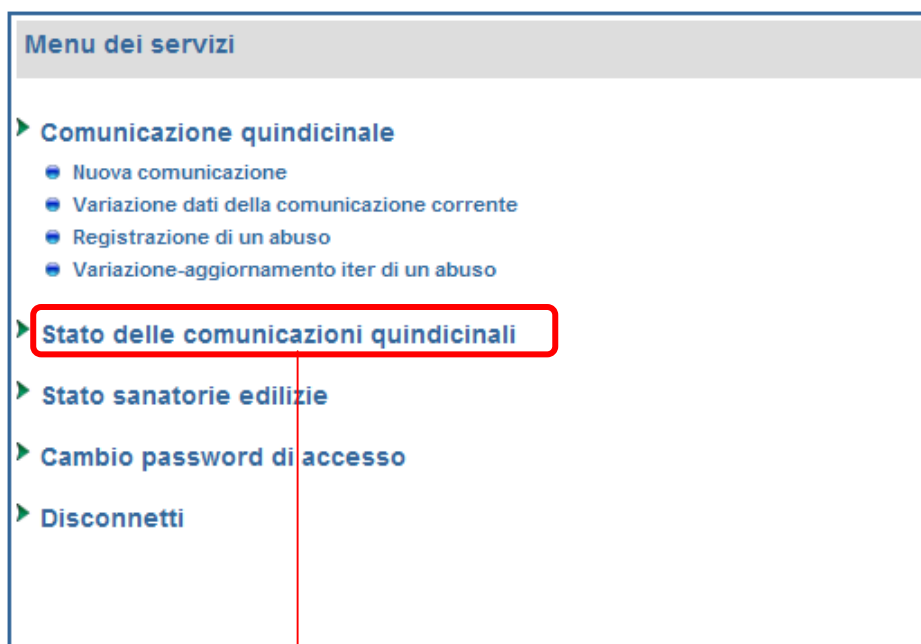 Menu dei servizi
Comunicazione quindicinale
Nuova comunicazione
Variazione dati della comunicazione corrente
Registrazione di un abuso
Variazione-aggiornamento iter di un abuso
Stato delle comunicazioni quindicinali
Stato sanatorie edilizie
Cambio password di accesso
Disconnetti